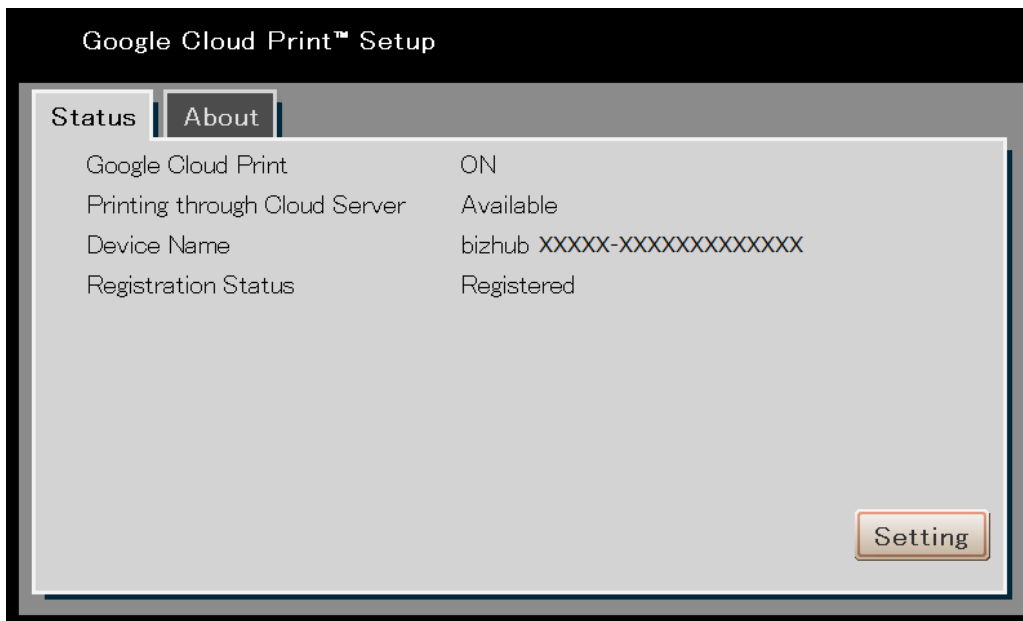 Google Cloud Print™ Setup
Status About
Google Cloud Print ON
Printing through Cloud Server Available
Device Name bizhub XXXXX-XXXXXXXXXXXXX
Registration Status Registered
Setting